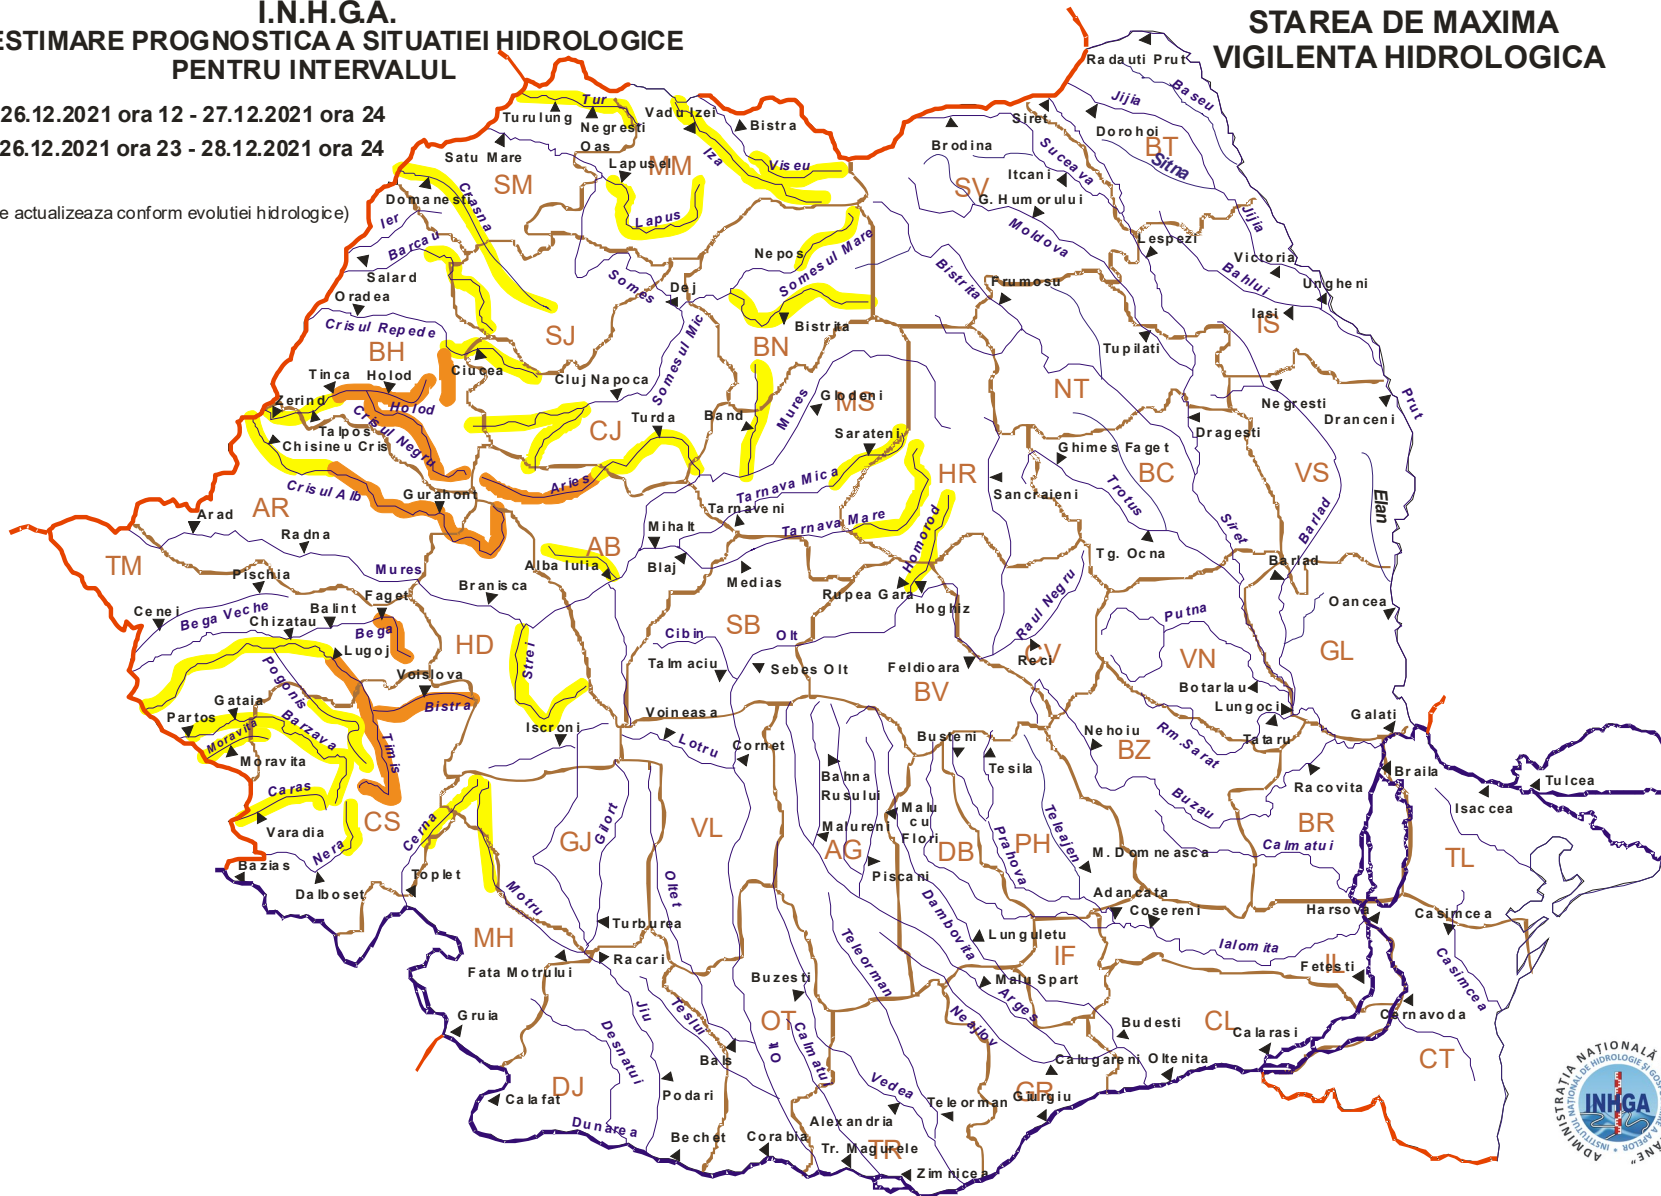 I.N.H.G.A.
ESTIMARE PROGNOSTICA A SITUATIEI HIDROLOGICE
PENTRU INTERVALUL
26.12.2021 ora 12 - 27.12.2021 ora 24
26.12.2021 ora 23 - 28.12.2021 ora 24
e actualizeaza conform evolutiei hidrologice)
STAREA DE MAXIMA
VIGILENTA HIDROLOGICA
Radauti Prut
Baseu
Jijia
Siret
Dorohoi
BT
Sitna
Tur
Turulung
Negresti
Oas
Vadu Izei
Bistra
Brodina
Suceava
Satu Mare
SM
Lapusel
MM
Iza
Viseu
Itcani
SV
G. Humorului
Domanesti
Crasna
Lapus
Moldova
Jijia
Ier
Barcau
Nepos
Somesul Mare
Lespezi
Victoria
Bahlui
Ungheni
Salard
Somes
Dej
Bistrita
Frumosu
Oradea
Crisul Repede
SJ
Bistrita
Iasi
IS
BH
BN
Tupilati
Ciucea
Somesul Mic
Tinca
Holod
Cluj Napoca
NT
Zerind
Holod
Crisul Negru
Talpos
Chisineu Cris
Turda
CJ
Band
Mures
Glodeni
MS
Negresti
Dranceni
Prut
Sarateni
Dragesti
Ghimes Faget
BC
VS
HR
Crisul Alb
Gurahont
Aries
Tarnava Mica
Sancraieni
Trotus
Barlad
Elan
AR
Arad
Radna
Tarnaveni
Tarnava Mare
Mihalt
Homorod
Siret
Tg. Ocna
TM
AB
Alba Iulia
Blaj
Medias
Barlad
Mures
Pischia
Branisca
Rupea Gara
Hoghiz
Raul Negru
Cenei
Bega Veche
Balint
Faget
Putna
Oancea
Chizatau
Bega
Lugoj
HD
Strei
Cibin
SB
Olt
Talmaciu
Sebes Olt
Feldioara
Reci
CV
BV
VN
GL
Pogonis
Voislova
Bistra
Botarlau
Lungoci
Gataia
Partos
Barzava
Moravita
Moravita
Timis
Iscroni
Voineasa
Lotru
Cornet
Busteni
Tesila
Nehoiu
BZ
Rm.Sarat
Tataru
Galati
Braila
Racovita
Isaccea
Tulcea
Caras
Varadia
CS
Cerna
Nera
Bazias
Dalboset
Toplet
Bahna
Rusului
Malureni
Malu
cu
Flori
AG
Piscani
GJ
Gilort
VL
DB
Prahova
PH
Teleajen
M. Domneasca
Buzau
Calmatui
BR
TL
Motru
Oltet
Turburea
Dambovita
Adancata
Cosereni
Harsova
Casimcea
MH
Fata Motrului
Racari
Teleorman
Lunguletu
IF
Ialomita
IL
Fetesti
Casimcea
Buzesti
Malu Spart
Arges
Neajlov
Gruia
Jiu
Desnatui
Teslui
OT
Olt
Calmatui
Bals
Budesti
CL
Calarasi
Cernavoda
CT
Calugareni
Oltenita
DJ
Calafat
Podari
Vedea
Teleorman
Giurgiu
GR
Alexandria
Dunarea
Bechet
Corabia
Tr. Magurele
TR
Zimnicea
INHGA